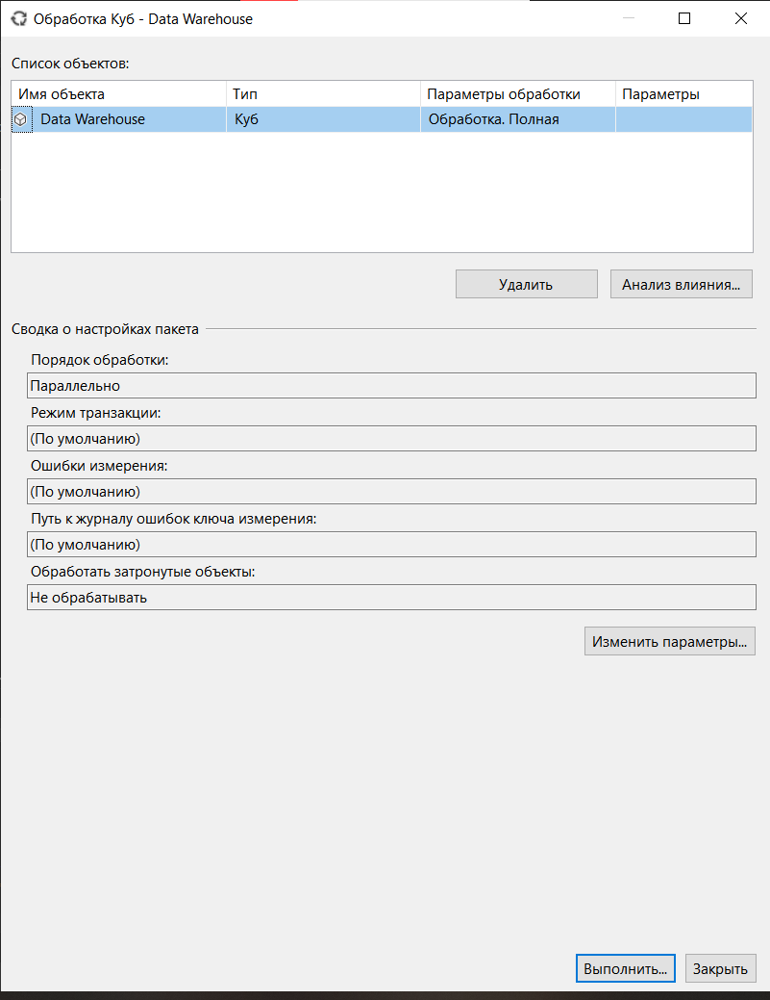 Обработка Куб - Data Warehouse
Список объектов:
Имя объекта Тип Параметры обработки Параметры
Data Warehouse Куб Обработка. Полная
Удалить Анализ влияния...
Сводка о настройках пакета
Порядок обработки:
Параллельно
Режим транзакции:
(По умолчанию)
Ошибки измерения:
(По умолчанию)
Путь к журналу ошибок ключа измерения:
(По умолчанию)
Обработать затронутые объекты:
Не обрабатывать
Изменить параметры...
Выполнить... Закрыть